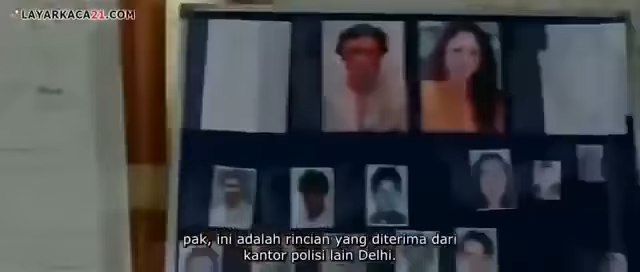 LAYARKACA21.COM
pak, ini adalah rincian yang diterima dari
kantor polisi lain Delhi.